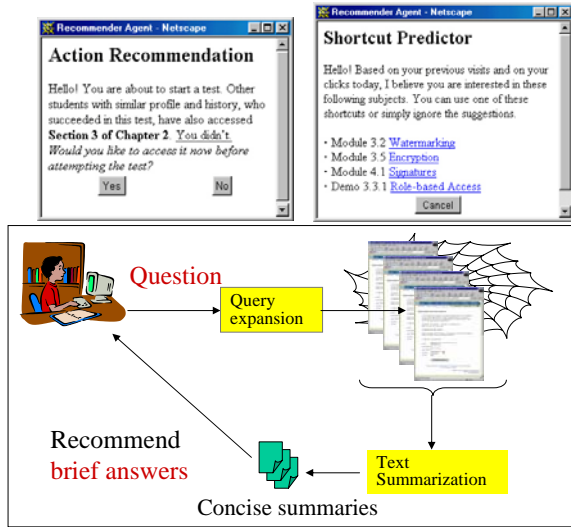 Recommender Agent - Netscape
Action Recommendation
Hello! You are about to start a test. Other
students with similar profile and history, who
succeeded in this test, have also accessed
Section 3 of Chapter 2. You didn't.
Would you like to access it now before
attempting the test?
Yes No
Recommender Agent - Netscape
Shortcut Predictor
Hello! Based on your previous visits and on your
clicks today, I believe you are interested in these
following subjects. You can use one of these
shortcuts or simply ignore the suggestions.
· Module 3.2 Watermarking
· Module 3.5 Encryption
· Module 4.1 Signatures
· Demo 3.3.1 Role-based Access
Cancel
Question
Query
expansion
Recommend
brief answers
Text
Summarization
Concise summaries